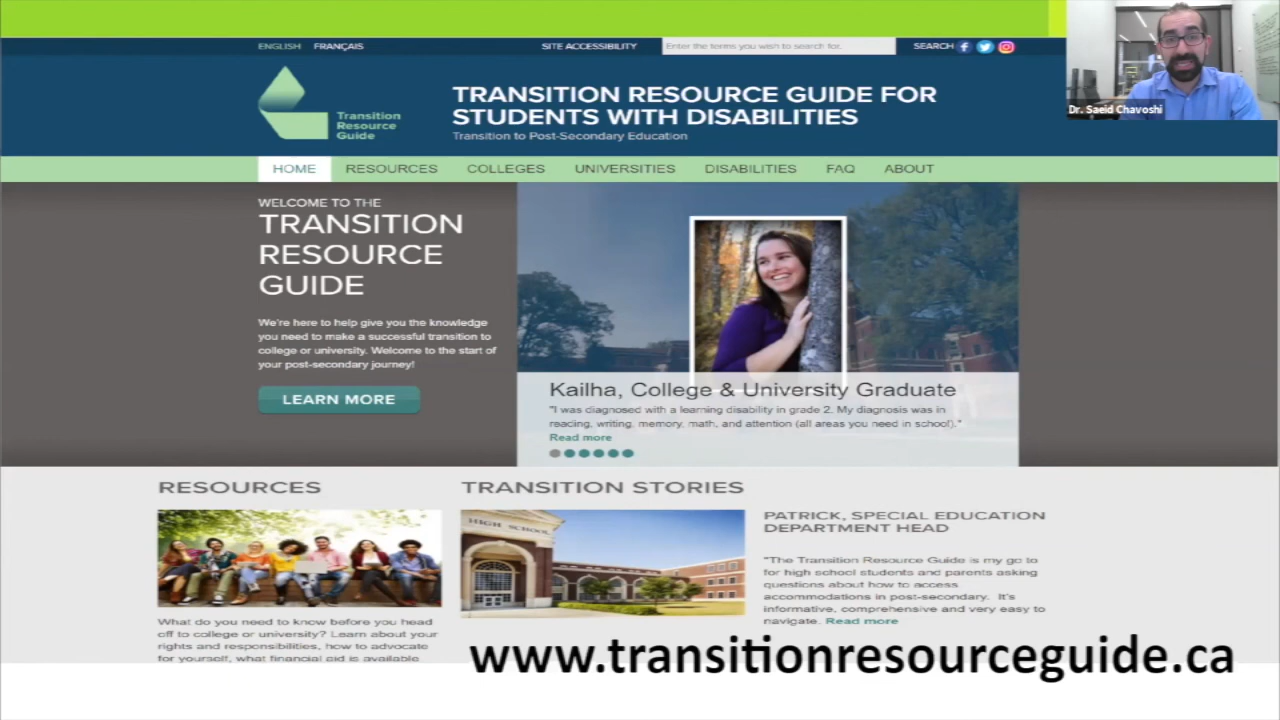 ENGLISH FRANÇAIS SITE ACCESSIBILITY Enter the terms you wish to search for. SEARCH
Dr. Saeid Chavoshi
Transition
Resource
Guide
TRANSITION RESOURCE GUIDE FOR
STUDENTS WITH DISABILITIES
Transition to Post-Secondary Education
HOME RESOURCES COLLEGES UNIVERSITIES DISABILITIES FAQ ABOUT
WELCOME TO THE
TRANSITION
RESOURCE
GUIDE
We're here to help give you the knowledge
you need to make a successful transition to
college or university. Welcome to the start of
your post-secondary journey!
LEARN MORE
Kailha, College & University Graduate
"I was diagnosed with a learning disability in grade 2. My diagnosis was in
reading, writing, memory, math, and attention (all areas you need in school)."
Read more
RESOURCES
What do you need to know before you head
off to college or university? Learn about your
rights and responsibilities, how to advocate
for yourself, what financial aid is available
TRANSITION STORIES
HIGH SCHOOL
PATRICK, SPECIAL EDUCATION
DEPARTMENT HEAD
"The Transition Resource Guide is my go to
for high school students and parents asking
questions about how to access
accommodations in post-secondary. It's
informative, comprehensive and very easy to
navigate. Read more
www.transitionresourceguide.ca